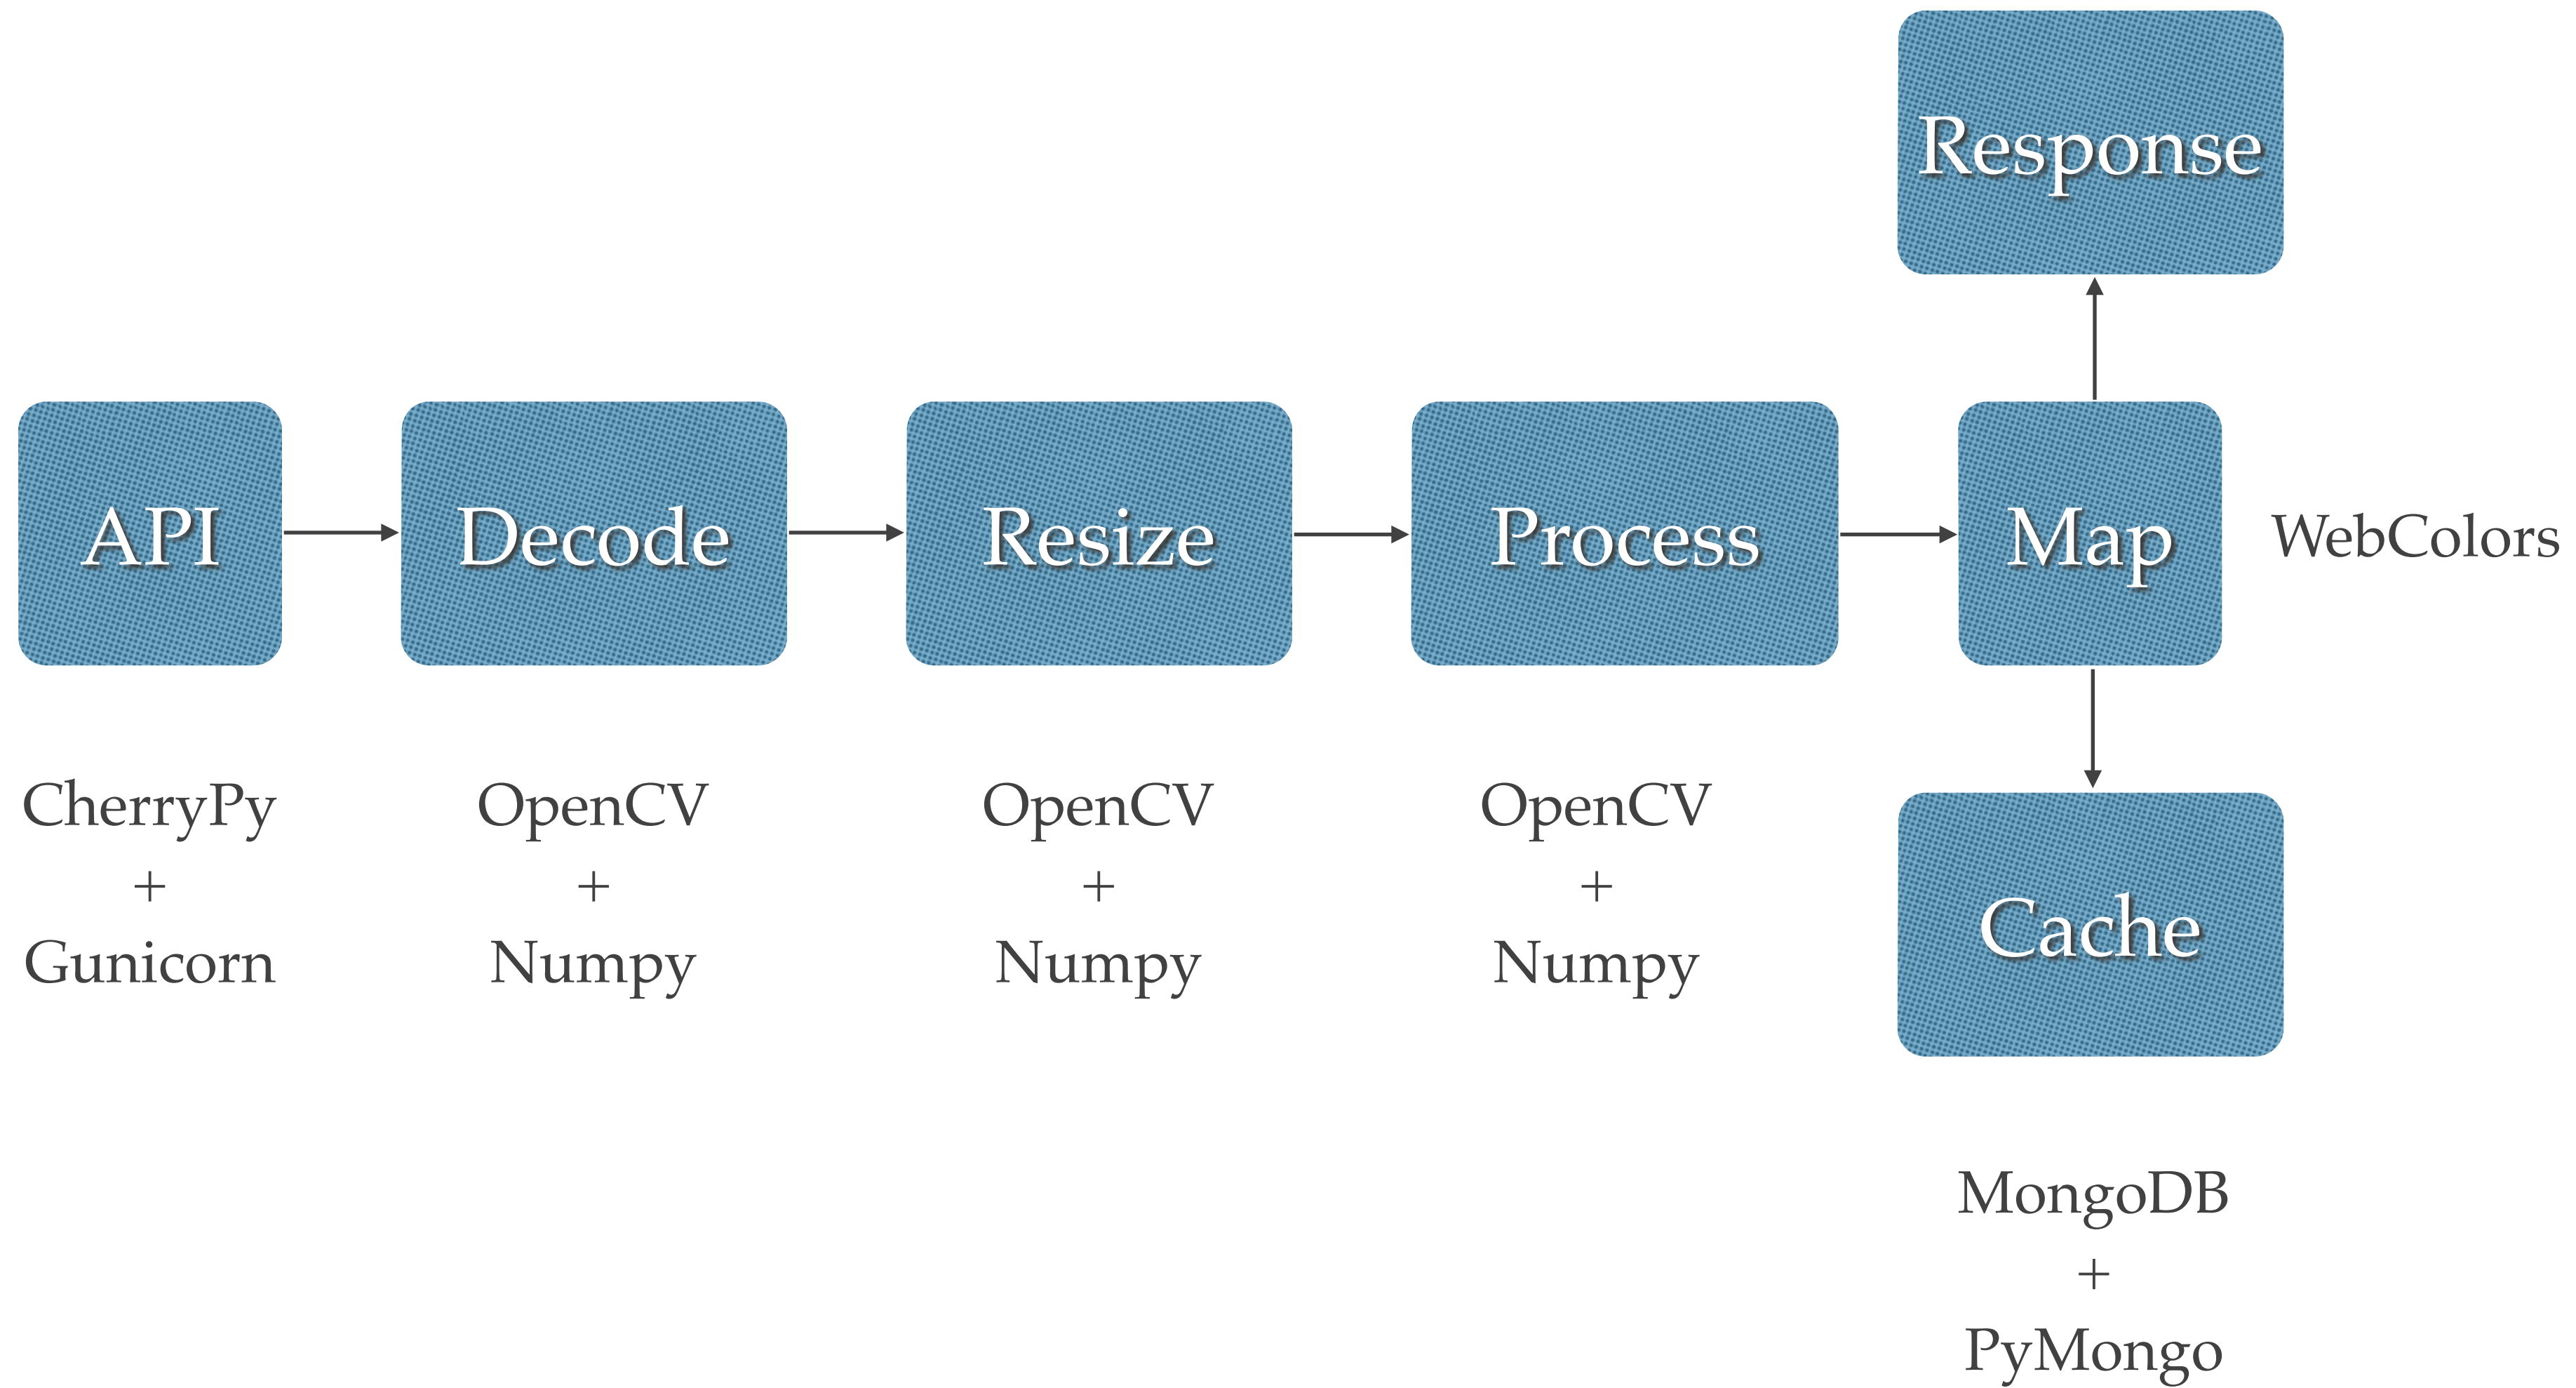 Response
API
Decode
Resize
Process
Map
WebColors
CherryPy
+
Gunicorn
OpenCV
+
Numpy
OpenCV
+
Numpy
OpenCV
+
Numpy
Cache
MongoDB
+
PyMongo